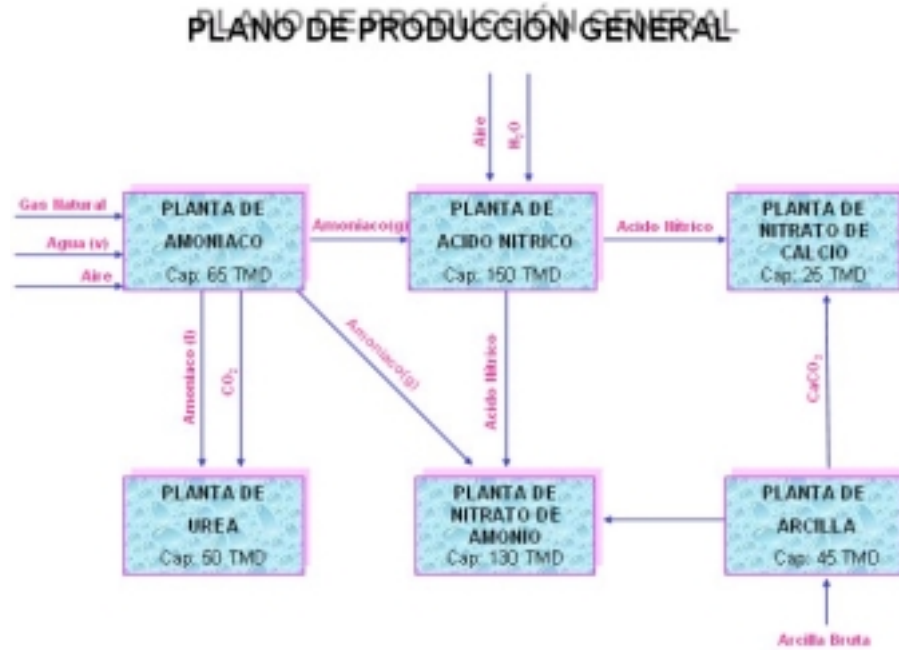 PLANO DE PRODUCCIÓN GENERAL
Aire
H₂O
Gas Natural
Agua (v)
Aire
PLANTA DE
AMONIACO
Cap: 65 TMD
Amoniaco(g)
PLANTA DE
ACIDO NITRICO
Cap: 150 TMD
Acido Nítrico
PLANTA DE
NITRATO DE
CALCIO
Cap: 25 TMD
Amoniaco (l)
CO₂
Amoniaco(g)
Acido Nítrico
CaCO₃
PLANTA DE
UREA
Cap: 50 TMD
PLANTA DE
NITRATO DE
AMONIO
Cap: 130 TMD
PLANTA DE
ARCILLA
Cap: 45 TMD
Arcilla Bruta